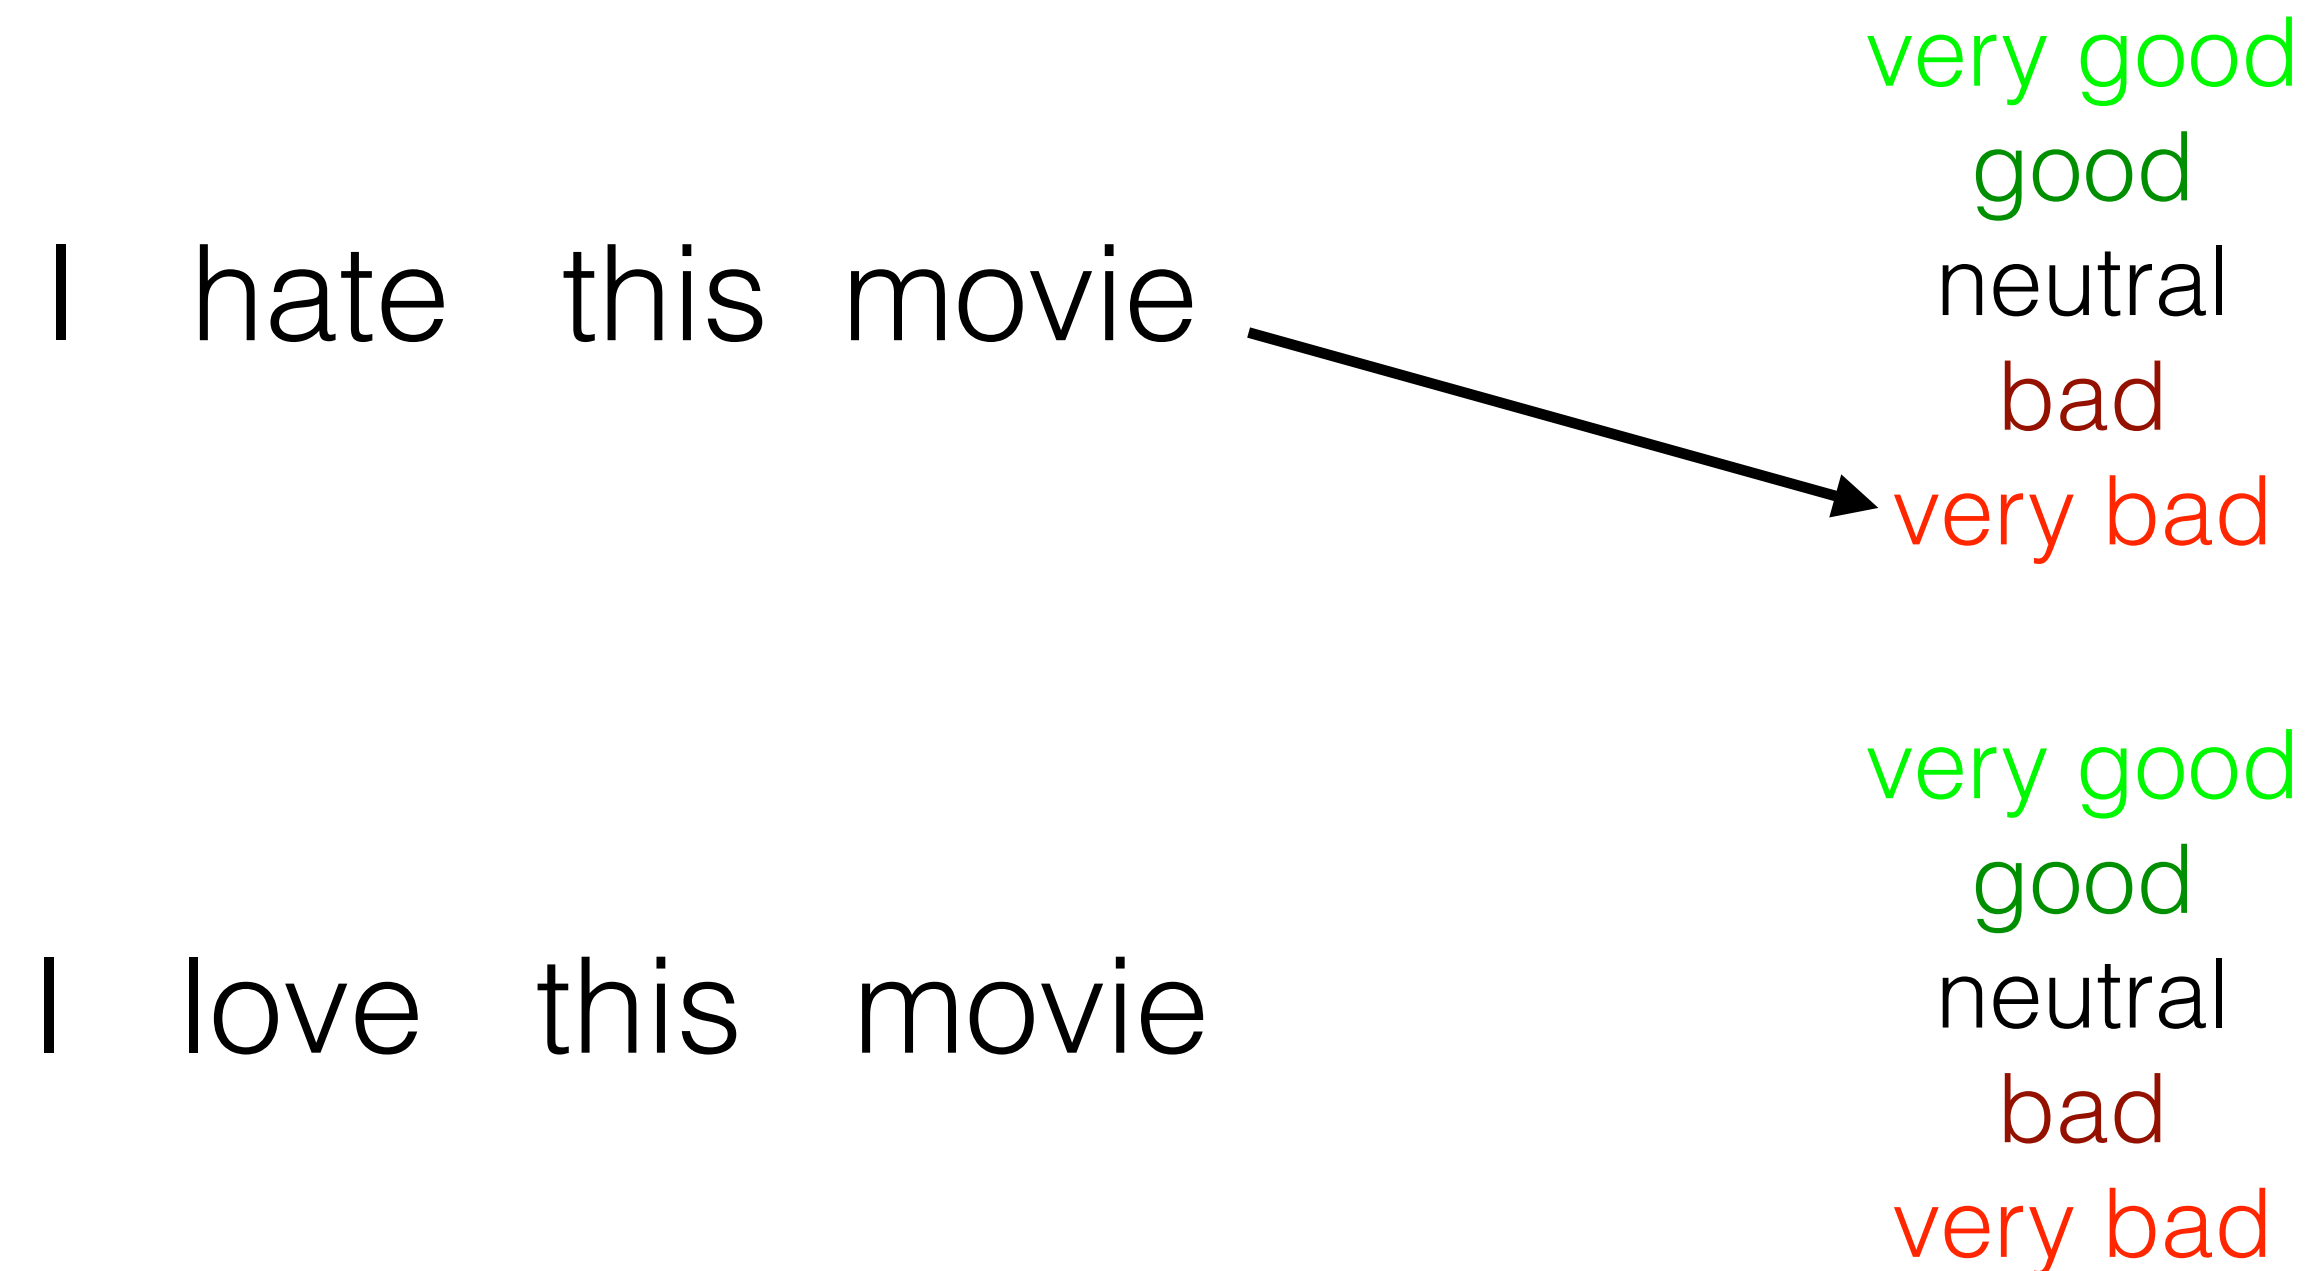 very good
good
I hate this movie
neutral
bad
very bad
very good
good
I love this movie
neutral
bad
very bad